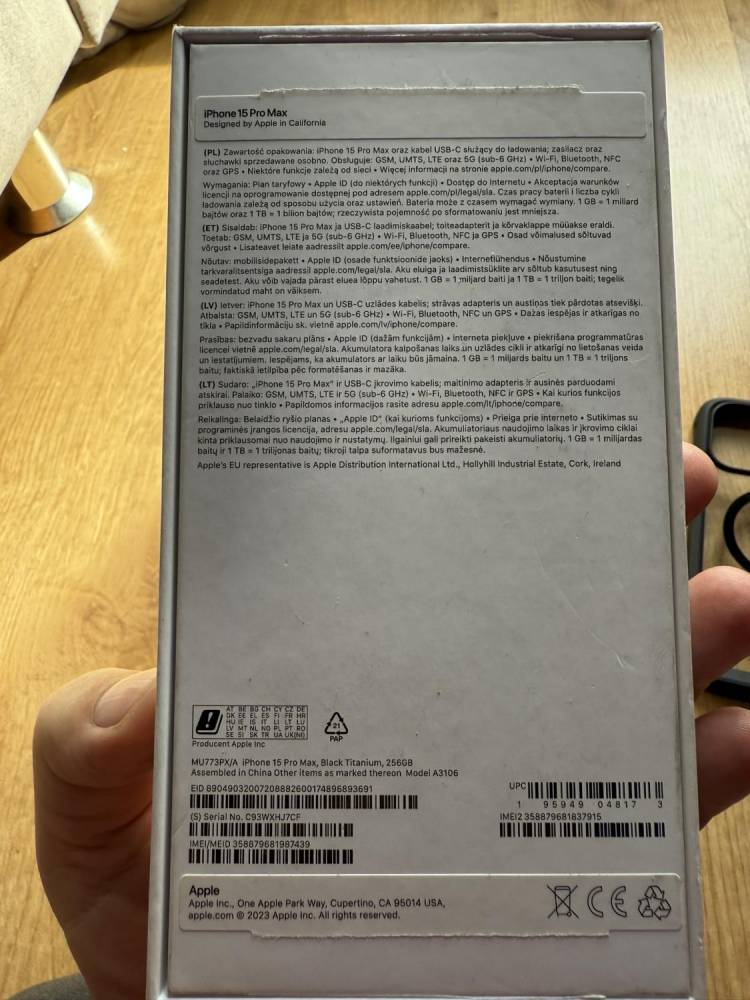 iPhone 15 Pro Max
Designed by Apple in California
(PL) Zawartość opakowania: iPhone 15 Pro Max oraz kabel USB-C służący do ładowania; zasilacz oraz
słuchawki sprzedawane osobno. Obsługuje: GSM, UMTS, LTE oraz 5G (sub-6 GHz) • Wi-Fi, Bluetooth, NFC
oraz GPS • Niektóre funkcje zależą od sieci • Więcej informacji na stronie apple.com/pl/iphone/compare.
Wymagania: Plan taryfowy • Apple ID (do niektórych funkcji) • Dostęp do Internetu • Akceptacja warunków
licencji na oprogramowanie dostępnej pod adresem apple.com/pl/legal/sla. Czas pracy baterii i liczba cykli
ładowania zależą od sposobu użycia oraz ustawień. Bateria może z czasem wymagać wymiany. 1 GB = 1 miliard
bajtów oraz 1 TB = 1 bilion bajtów; rzeczywista pojemność po sformatowaniu jest mniejsza.
(ET) Sisaldab: iPhone 15 Pro Max ja USB-C laadimiskaabel; toiteadapterit ja kõrvaklappe müüakse eraldi.
Toetab: GSM, UMTS, LTE ja 5G (sub-6 GHz) • Wi-Fi, Bluetooth, NFC ja GPS • Osad võimalused sõltuvad
võrgust • Lisateavet leiate aadressilt apple.com/ee/iphone/compare.
Nõutav: mobiilsidepakett • Apple ID (osade funktsioonide jaoks) • Internetiühendus • Nõustumine
tarkvaralitsentsiga aadressil apple.com/legal/sla. Aku eluiga ja laadimistsüklite arv sõltub kasutusest ning
seadetest. Aku võib vajada pärast eluea lõppu vahetust. 1 GB = 1 miljard baiti ja 1 TB = 1 triljon baiti; tegelik
vormindatud maht on väiksem.
(LV) Ietver: iPhone 15 Pro Max un USB-C uzlādes kabelis; strāvas adapteris un austiņas tiek pārdotas atsevišķi.
Atbalsta: GSM, UMTS, LTE un 5G (sub-6 GHz) • Wi-Fi, Bluetooth, NFC un GPS • Dažas iespējas ir atkarīgas no
tīkla • Papildinformāciju sk. vietnē apple.com/lv/iphone/compare.
Prasības: bezvadu sakaru plāns • Apple ID (dažām funkcijām) • interneta piekļuve • piekrišana programmatūras
licencei vietnē apple.com/legal/sla. Akumulatora kalpošanas laiks un uzlādes cikli ir atkarīgi no lietošanas veida
un iestatījumiem. Iespējams, ka akumulators ar laiku būs jāmaina. 1 GB = 1 miljards baitu un 1 TB = 1 triljons
baitu; faktiskā ietilpība pēc formatēšanas ir mazāka.
(LT) Sudaro: „iPhone 15 Pro Max“ ir USB-C įkrovimo kabelis; maitinimo adapteris ir ausinės parduodami
atskirai. Palaiko: GSM, UMTS, LTE ir 5G (sub-6 GHz) • Wi-Fi, Bluetooth, NFC ir GPS • Kai kurios funkcijos
priklauso nuo tinklo • Papildomos informacijos rasite adresu apple.com/lt/iphone/compare.
Reikalinga: Belaidžio ryšio planas • „Apple ID“ (kai kurioms funkcijoms) • Prieiga prie interneto • Sutikimas su
programinės įrangos licencija, adresu apple.com/legal/sla. Akumuliatoriaus naudojimo laikas ir įkrovimo ciklai
kinta priklausomai nuo naudojimo ir nustatymų. Ilgainiui gali prireikti pakeisti akumuliatorių. 1 GB = 1 milijardas
baitų ir 1 TB = 1 trilijonas baitų; tikroji talpa suformatavus bus mažesnė.
Apple's EU representative is Apple Distribution International Ltd., Hollyhill Industrial Estate, Cork, Ireland
AT BE BG CH CY CZ DE
DK EE EL ES FI FR HR
HU IE IS IT LI LT LU
LV MT NL NO PL PT RO
SE SI SK TR UA UK(NI)
21
PAP
Producent Apple Inc
MU773PX/A iPhone 15 Pro Max, Black Titanium, 256GB
Assembled in China Other items as marked thereon Model A3106
EID 89049032007208882600174896893691
(S) Serial No. C93WXHJ7CF
IMEI/MEID 358879681987439
UPC
1 95949 04817 3
IMEI2 358879681837915
Apple
Apple Inc., One Apple Park Way, Cupertino, CA 95014 USA,
apple.com © 2023 Apple Inc. All rights reserved.
CE